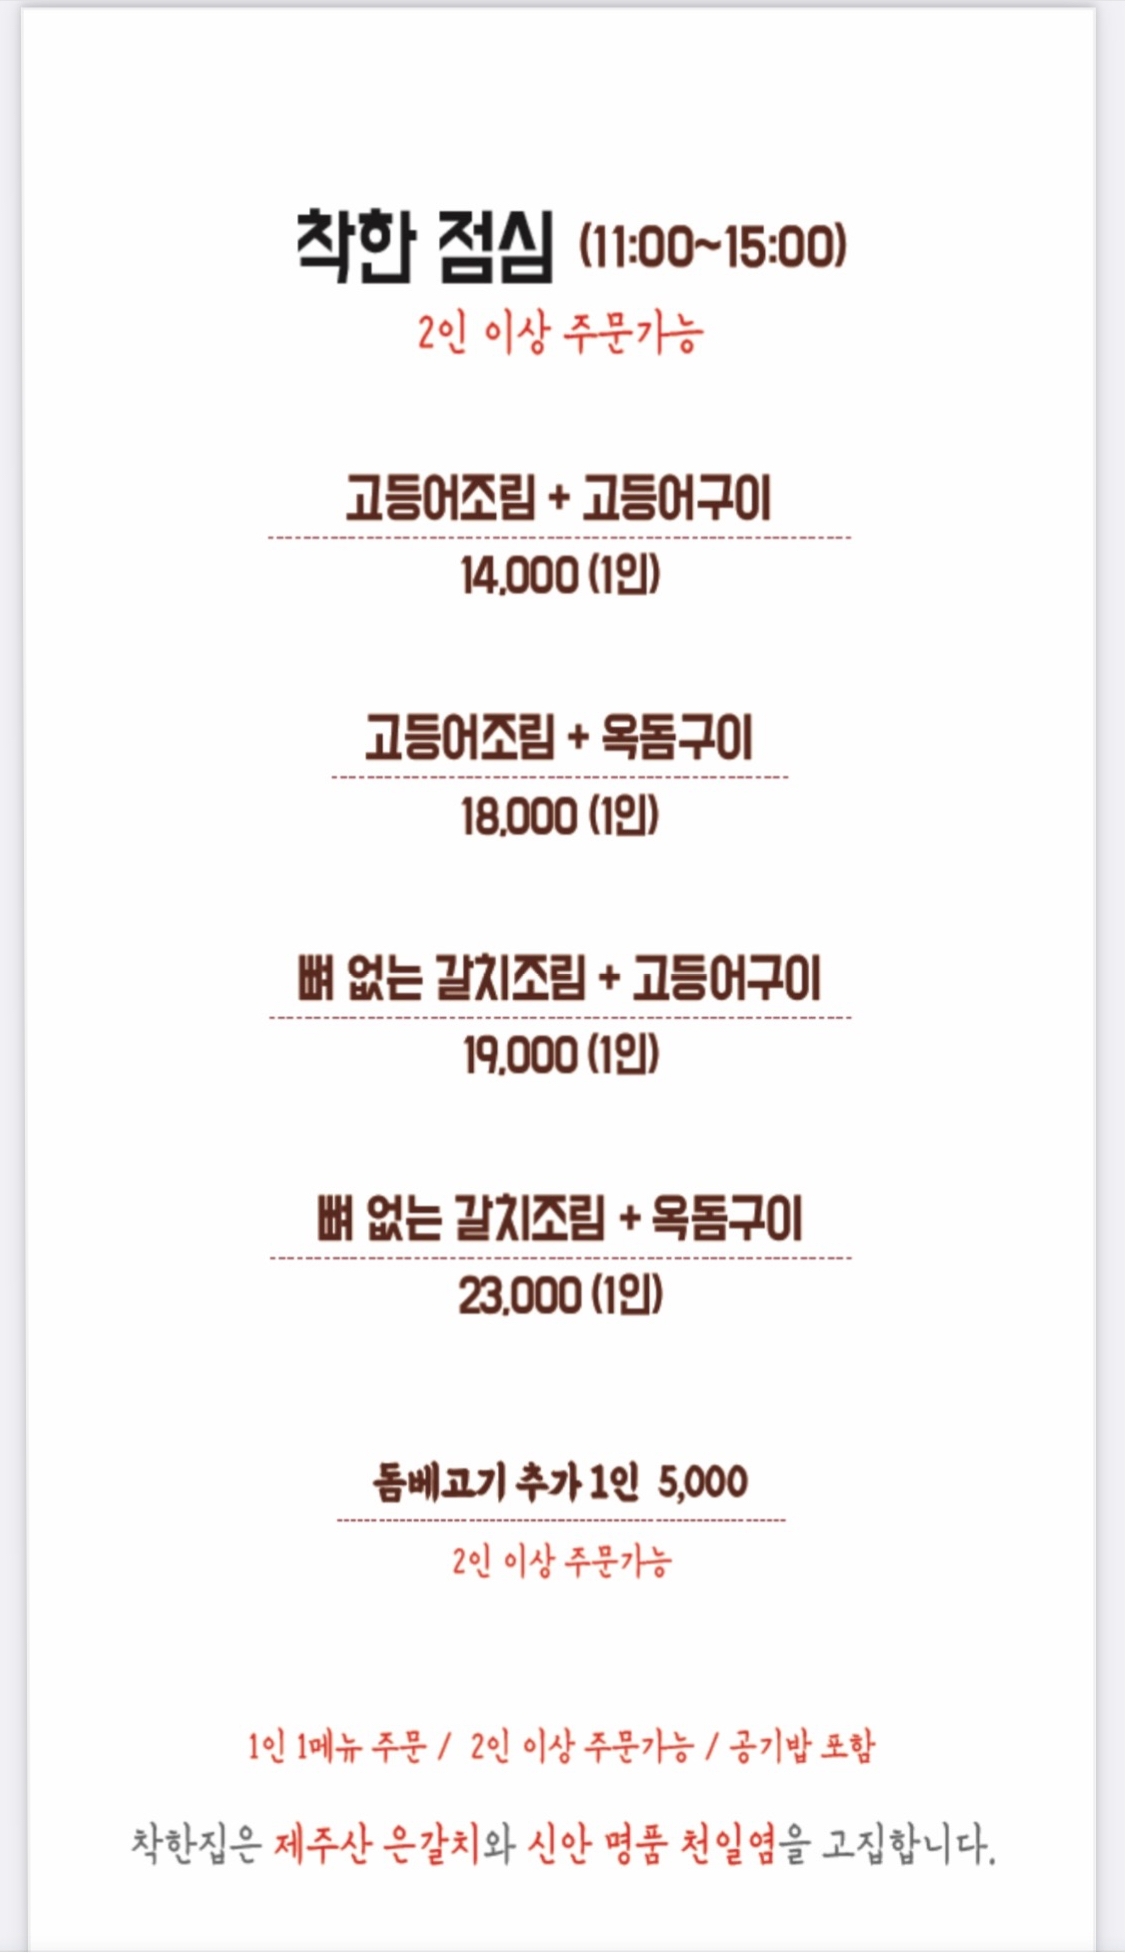 착한 점심 (11:00~15:00)
2인 이상 주문가능
고등어조림 + 고등어구이
14,000 (1인)
고등어조림 + 옥돔구이
18,000 (1인)
뼈 없는 갈치조림 + 고등어구이
19,000 (1인)
뼈 없는 갈치조림 + 옥돔구이
23,000 (1인)
돔베고기 추가 1인 5,000
2인 이상 주문가능
1인 1메뉴 주문 / 2인 이상 주문가능 / 공기밥 포함
착한집은 제주산 은갈치와 신안 명품 천일염을 고집합니다.